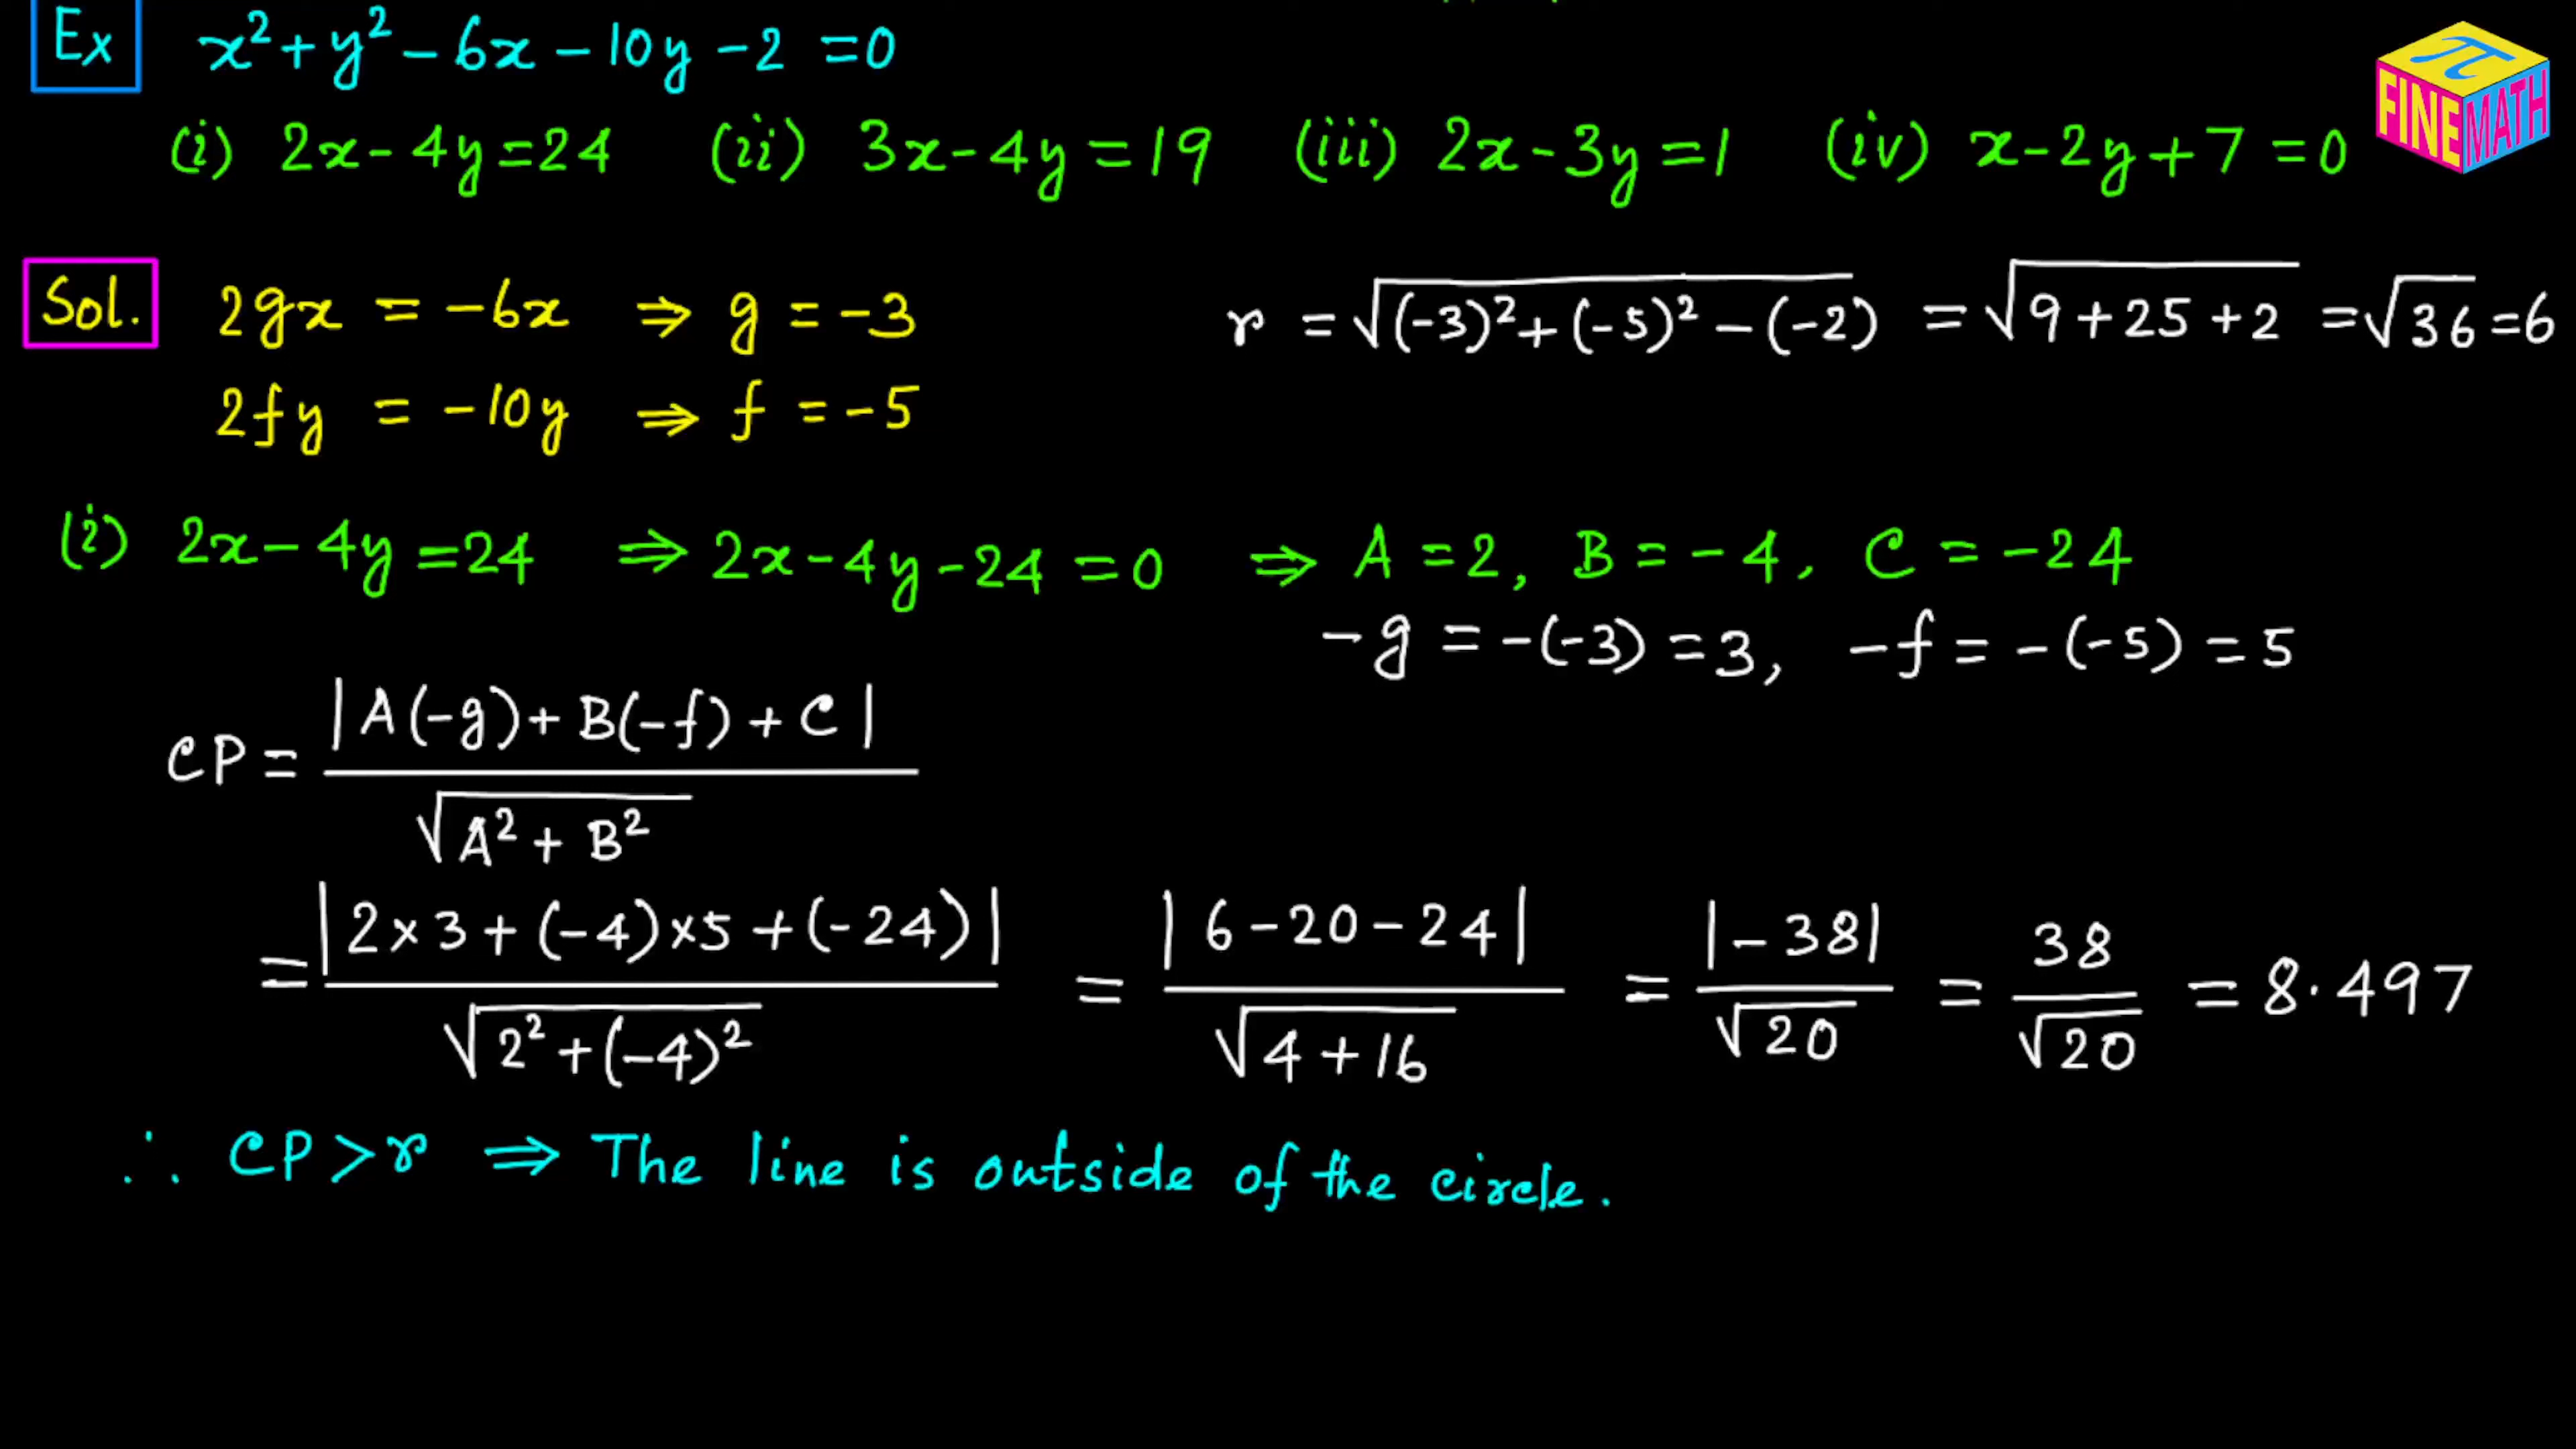 Ex x² + y² - 6x - 10y - 2 = 0
π FINE MATH
(i) 2x - 4y = 24 (ii) 3x - 4y = 19 (iii) 2x - 3y = 1 (iv) x - 2y + 7 = 0
Sol. 2gx = -6x ⇒ g = -3 r = √((-3)² + (-5)² - (-2)) = √(9 + 25 + 2) = √36 = 6
2fy = -10y ⇒ f = -5
(i) 2x - 4y = 24 ⇒ 2x - 4y - 24 = 0 ⇒ A = 2, B = -4, C = -24
-g = -(-3) = 3, -f = -(-5) = 5
CP = |A(-g) + B(-f) + C| / √(A² + B²)
= |2×3 + (-4)×5 + (-24)| / √(2² + (-4)²) = |6 - 20 - 24| / √(4 + 16) = |-38| / √20 = 38 / √20 = 8.497
∴ CP > r ⇒ The line is outside of the circle.